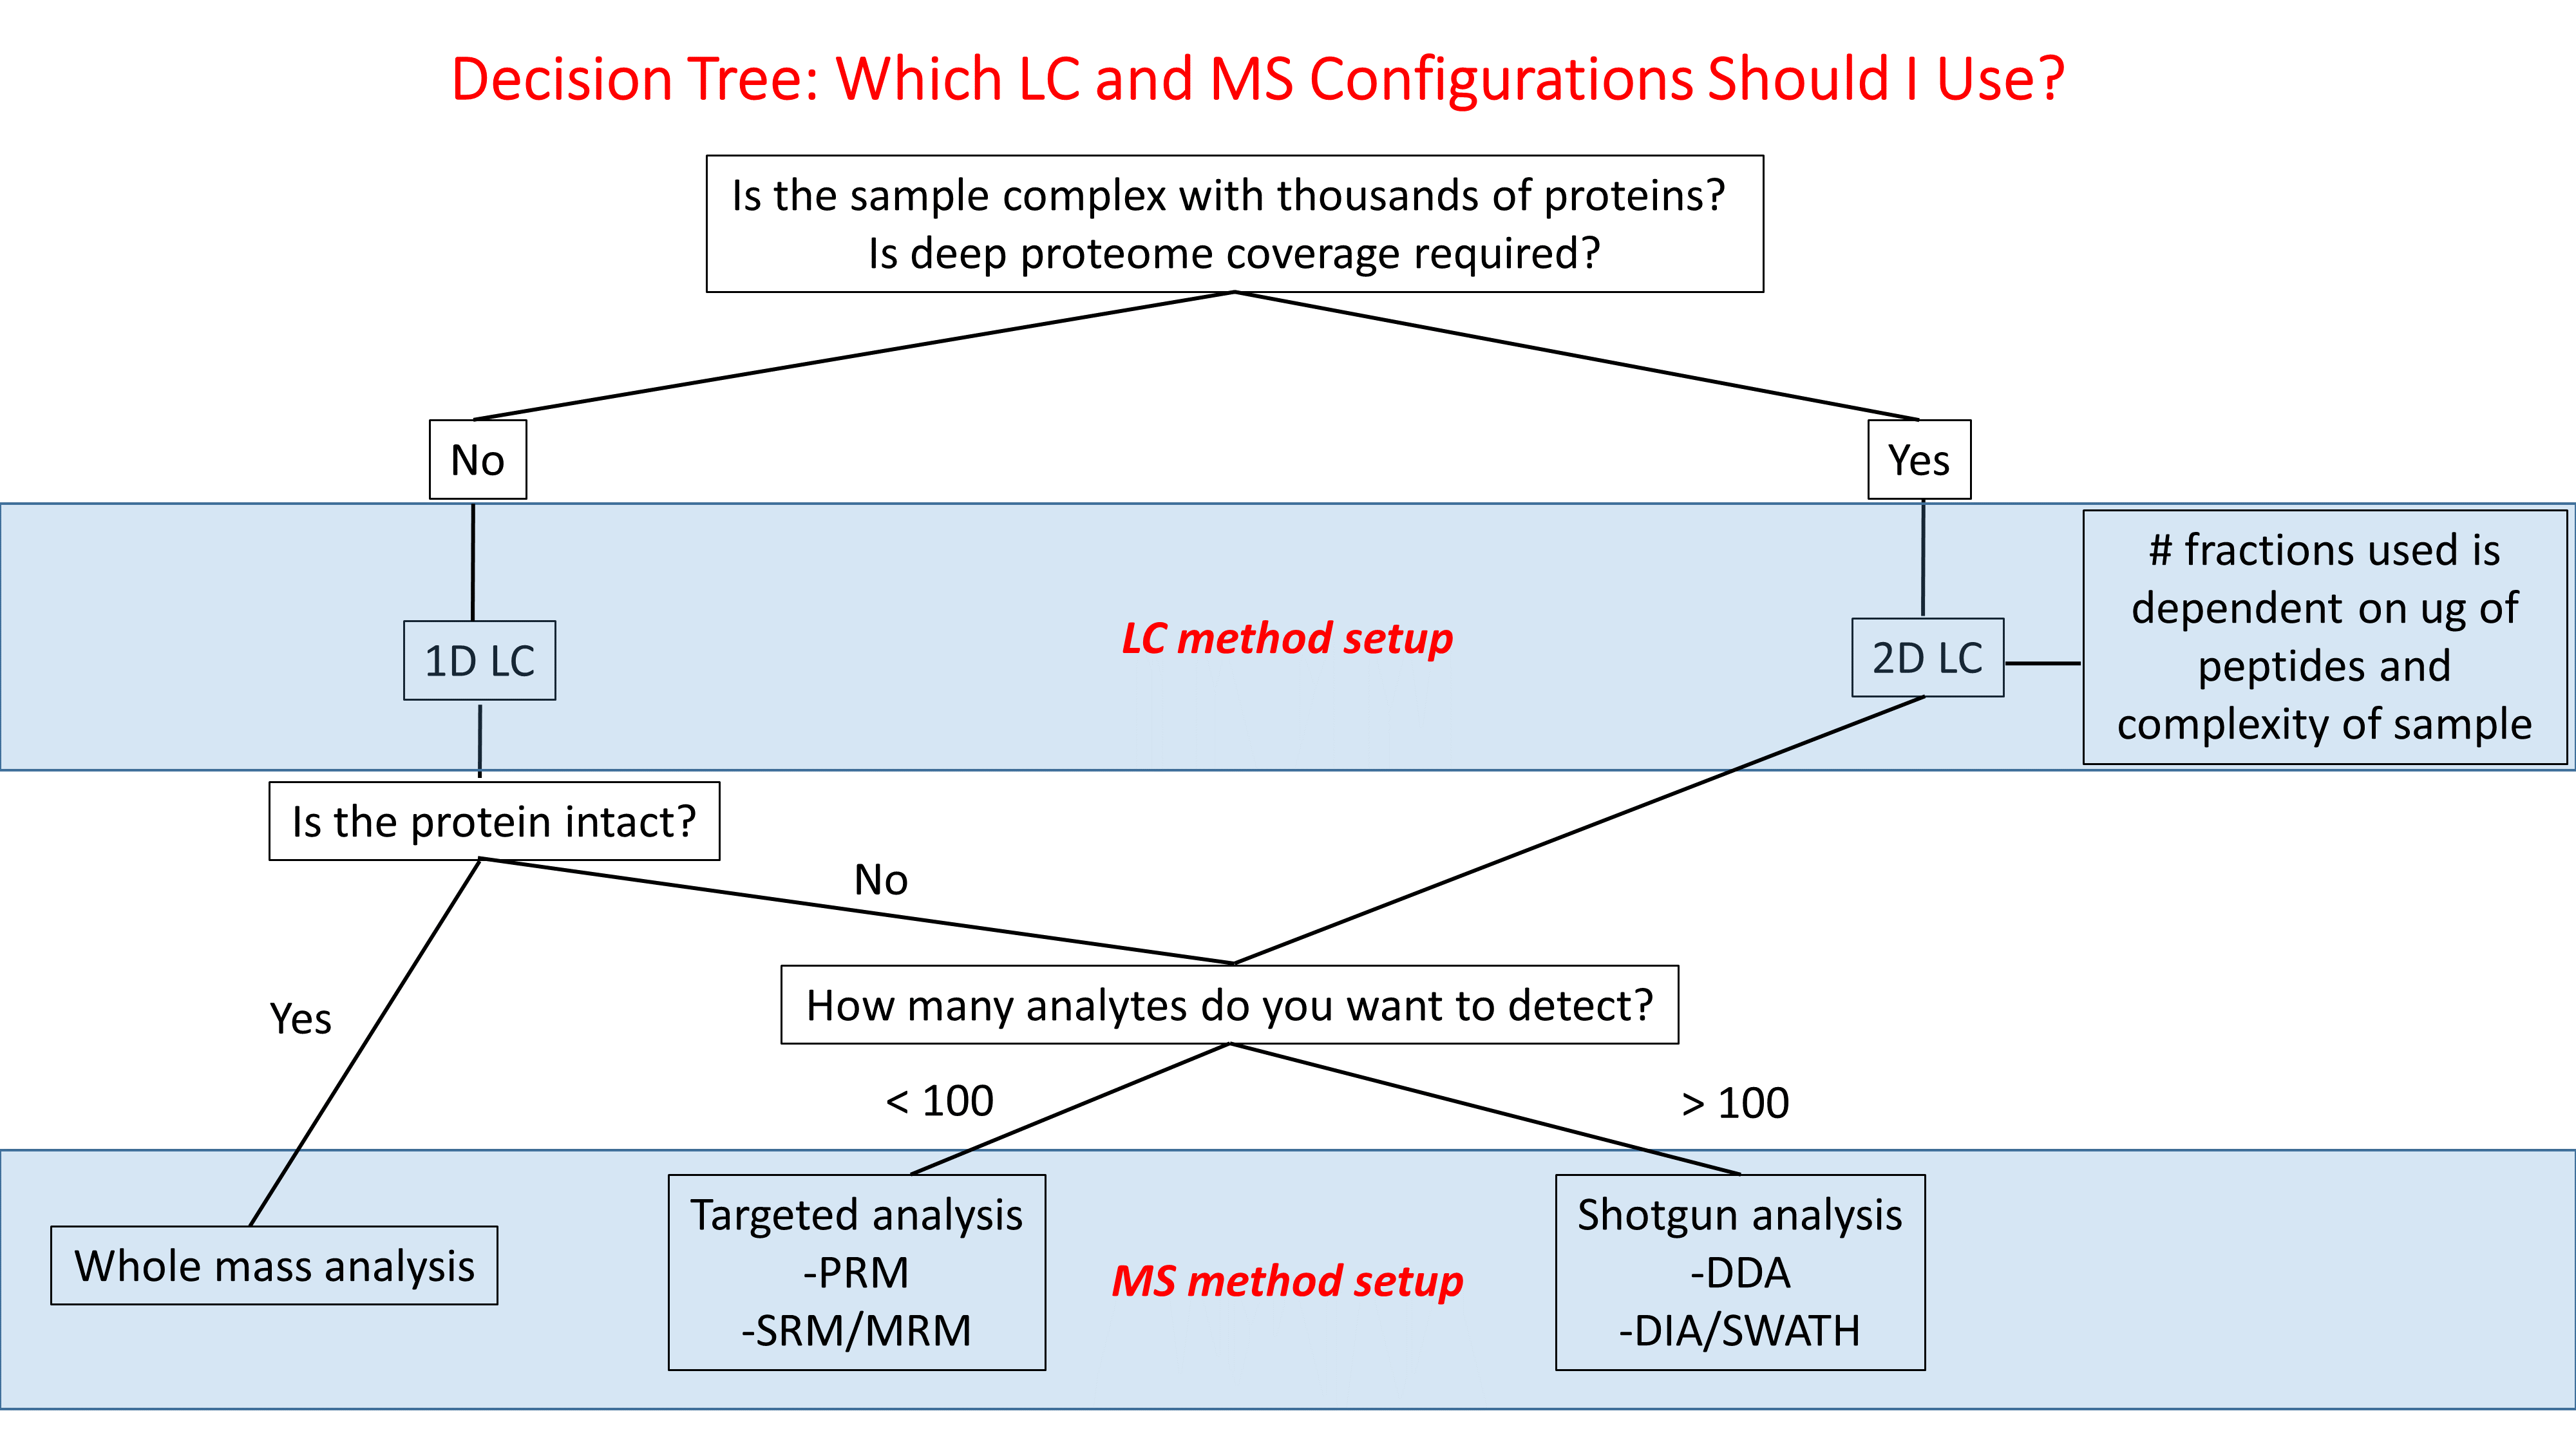 Decision Tree: Which LC and MS Configurations Should I Use?
Is the sample complex with thousands of proteins?
Is deep proteome coverage required?
No
Yes
1D LC
LC method setup
2D LC
# fractions used is
dependent on ug of
peptides and
complexity of sample
Is the protein intact?
No
Yes
How many analytes do you want to detect?
< 100
> 100
Whole mass analysis
Targeted analysis
-PRM
-SRM/MRM
MS method setup
Shotgun analysis
-DDA
-DIA/SWATH